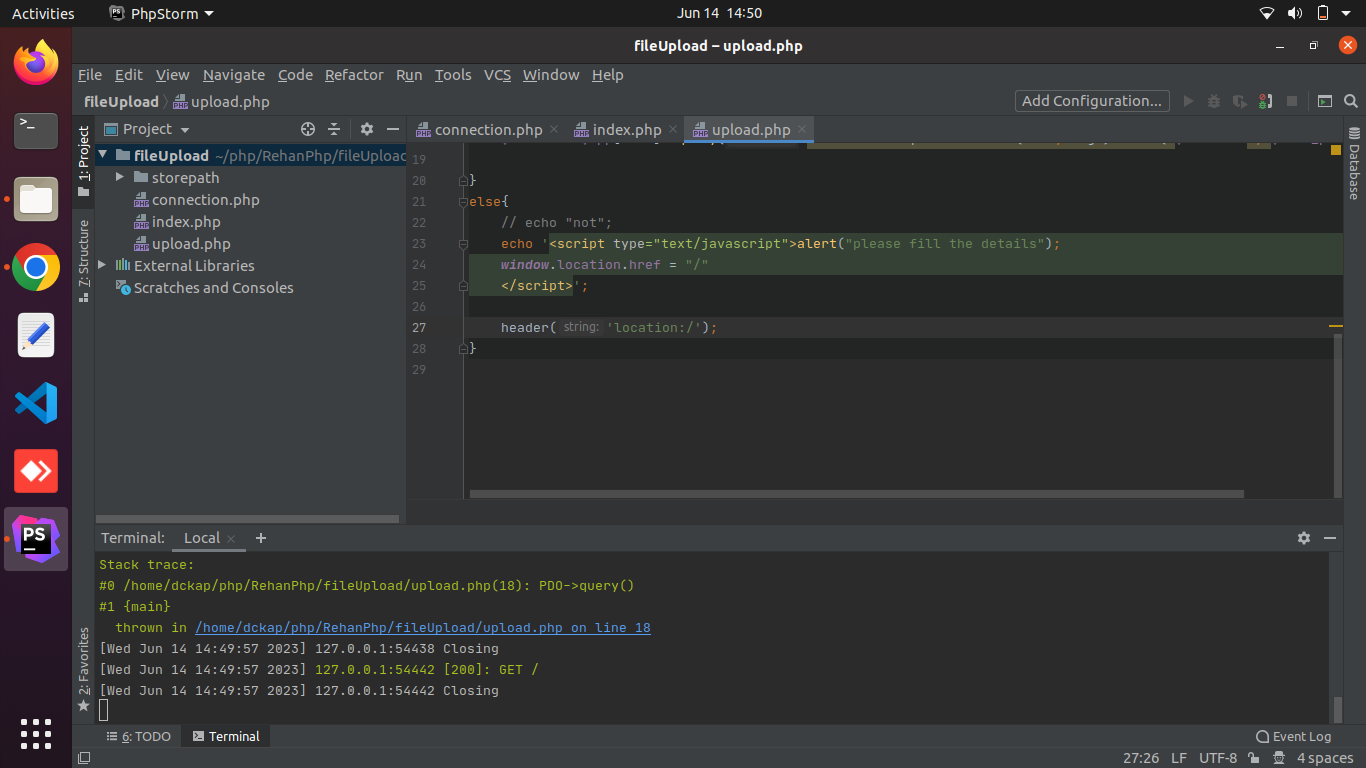 Activities PhpStorm Jun 14 14:50
fileUpload – upload.php
File Edit View Navigate Code Refactor Run Tools VCS Window Help
fileUpload upload.php Add Configuration...
Project connection.php index.php upload.php
1: Project
7: Structure
2: Favorites
Database
fileUpload ~/php/RehanPhp/fileUpload
storepath
connection.php
index.php
upload.php
External Libraries
Scratches and Consoles
19
20 }
21 else{
22 // echo "not";
23 echo '<script type="text/javascript">alert("please fill the details");
24 window.location.href = "/"
25 </script>';
26
27 header( string: 'location:/');
28 }
29
Terminal: Local +
Stack trace:
#0 /home/dckap/php/RehanPhp/fileUpload/upload.php(18): PDO->query()
#1 {main}
thrown in /home/dckap/php/RehanPhp/fileUpload/upload.php on line 18
[Wed Jun 14 14:49:57 2023] 127.0.0.1:54438 Closing
[Wed Jun 14 14:49:57 2023] 127.0.0.1:54442 [200]: GET /
[Wed Jun 14 14:49:57 2023] 127.0.0.1:54442 Closing
6: TODO Terminal Event Log
27:26 LF UTF-8 4 spaces